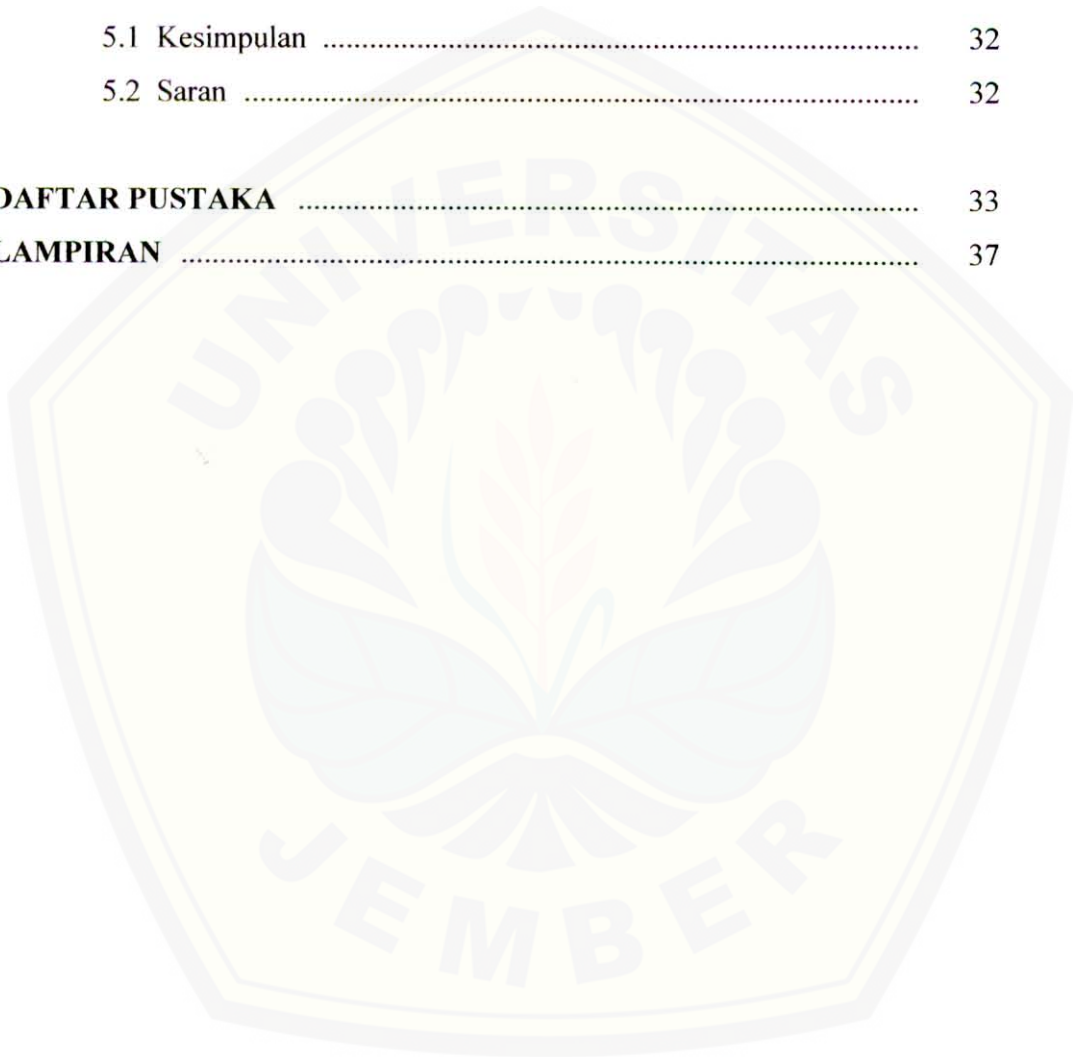 5.1 Kesimpulan ........................................................................ 32
5.2 Saran .................................................................................. 32
DAFTAR PUSTAKA ........................................................................... 33
LAMPIRAN ......................................................................................... 37
UNIVERSITAS
JEMBER